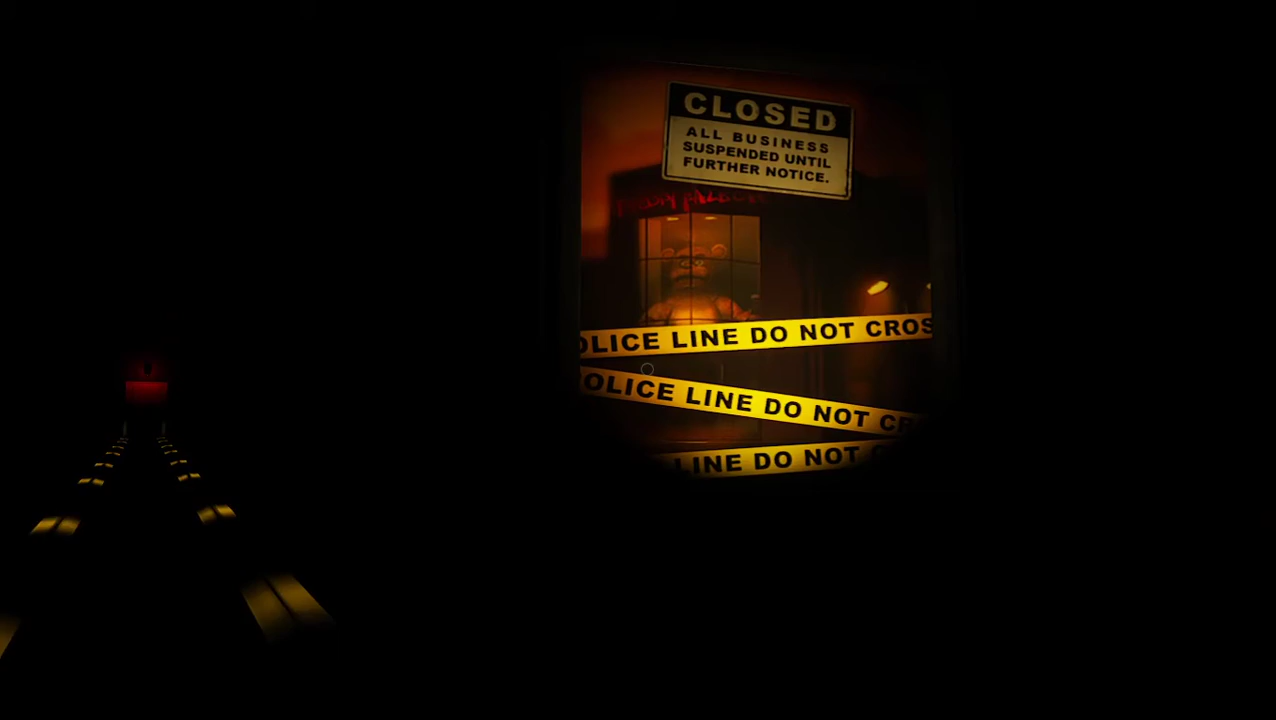 CLOSED
ALL BUSINESS
SUSPENDED UNTIL
FURTHER NOTICE.
OLICE LINE DO NOT CROS
OLICE LINE DO NOT CR
LINE DO NOT